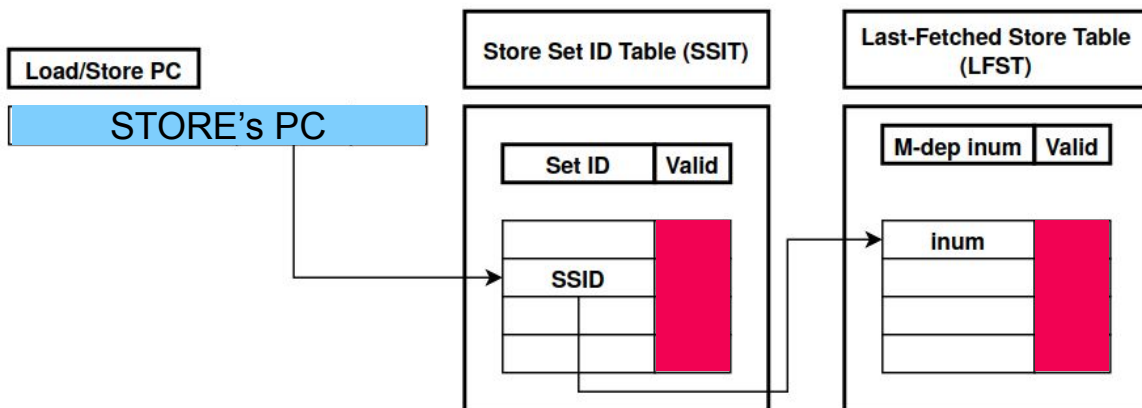 Load/Store PC
STORE's PC
Store Set ID Table (SSIT)
Set ID
Valid
SSID
Last-Fetched Store Table
(LFST)
M-dep inum
Valid
inum